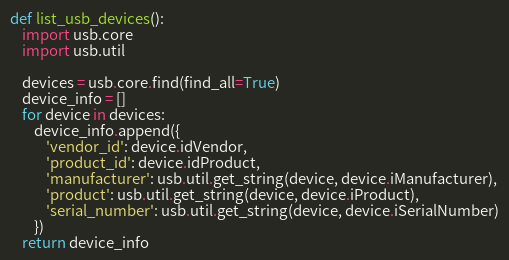 def list_usb_devices():
    import usb.core
    import usb.util

    devices = usb.core.find(find_all=True)
    device_info = []
    for device in devices:
        device_info.append({
            'vendor_id': device.idVendor,
            'product_id': device.idProduct,
            'manufacturer': usb.util.get_string(device, device.iManufacturer),
            'product': usb.util.get_string(device, device.iProduct),
            'serial_number': usb.util.get_string(device, device.iSerialNumber)
        })
    return device_info